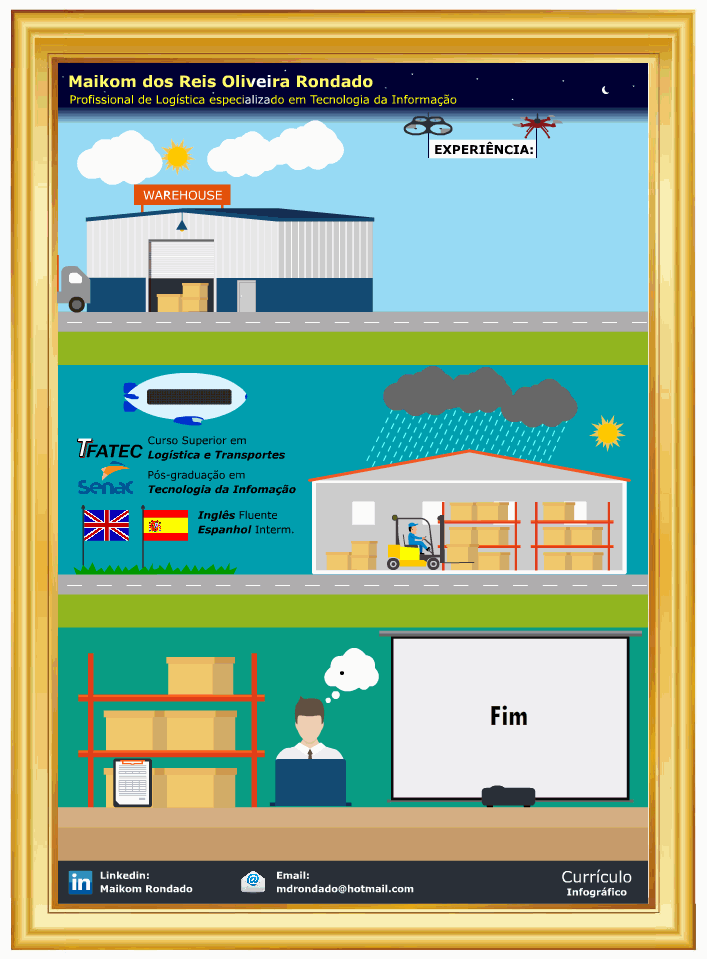 Maikom dos Reis Oliveira Rondado
Profissional de Logística especializado em Tecnologia da Informação
EXPERIÊNCIA:
WAREHOUSE
TFATEC
Curso Superior em
Logística e Transportes
senac
Pós-graduação em
Tecnologia da Infomação
Inglês Fluente
Espanhol Interm.
Fim
Linkedin:
Maikom Rondado
Email:
mdrondado@hotmail.com
Currículo
Infográfico
in
@